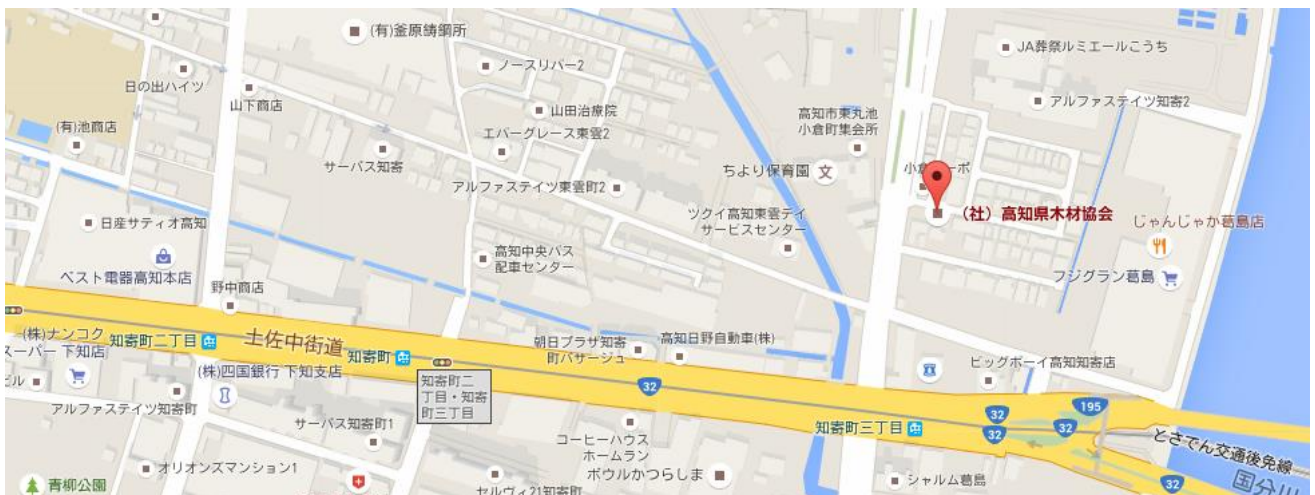 (有)釜原鋳鋼所
JA葬祭ルミエールこうち
ノースリバー2
日の出ハイツ
山下商店
山田治療院
アルファステイツ知寄2
高知市東丸池
小倉町集会所
(有)池商店
エバーグレース東雲2
サーパス知寄
ちより保育園
文
アルファステイツ東雲町2
(社) 高知県木材協会
ツクイ高知東雲デイ
サービスセンター
じゃんじゃか葛島店
日産サティオ高知
高知中央バス
配車センター
ベスト電器高知本店
フジグラン葛島
野中商店
(株)ナンコク
スーパー 下知店
知寄町二丁目
土佐中街道
知寄町
朝日プラザ知寄
町パサージュ
高知日野自動車(株)
ビッグボーイ高知知寄店
(株)四国銀行 下知支店
知寄町二
丁目・知寄
町三丁目
32
アルファステイツ知寄町
195
32
32
32
知寄町三丁目
サーパス知寄町1
コーヒーハウス
ホームラン
とさでん交通後免線
オリオンズマンション1
ボウルかつらしま
シャルム葛島
32
国分川
青柳公園
セルヴィ21知寄町